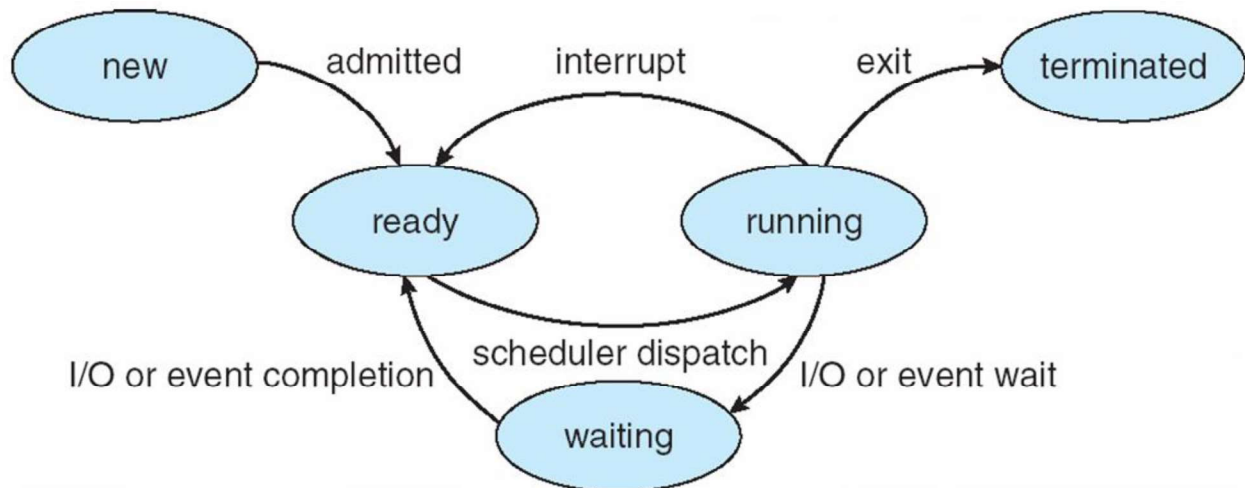 new
admitted
interrupt
exit
terminated
ready
running
scheduler dispatch
I/O or event completion
I/O or event wait
waiting